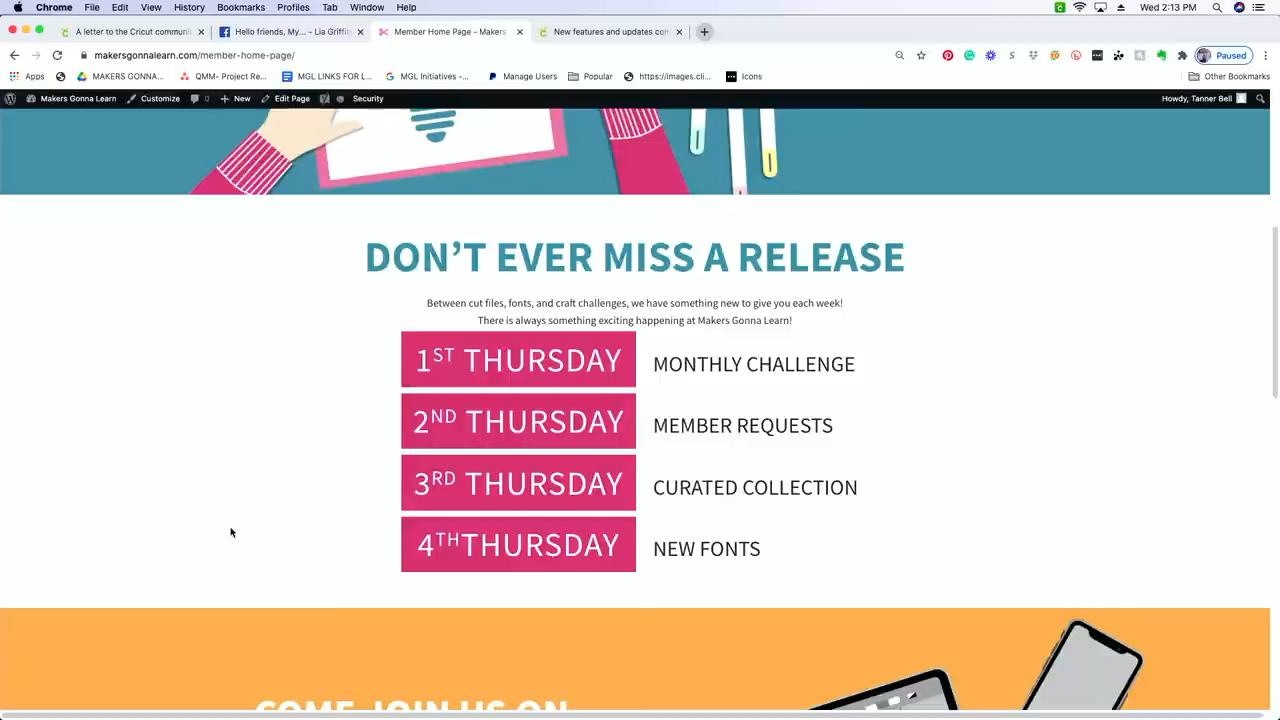 Chrome File Edit View History Bookmarks Profiles Tab Window Help Wed 2:13 PM
A letter to the Cricut communi Hello friends, My... – Lia Griffit Member Home Page - Makers New features and updates con
makersgonnalearn.com/member-home-page/ Paused
Apps MAKERS GONNA... QMM- Project Re... MGL LINKS FOR L... MGL Initiatives -... Manage Users Popular https://images.cli... Icons Other Bookmarks
Makers Gonna Learn Customize 0 New Edit Page Security Howdy, Tanner Bell
DON’T EVER MISS A RELEASE
Between cut files, fonts, and craft challenges, we have something new to give you each week!
There is always something exciting happening at Makers Gonna Learn!
1ST THURSDAY MONTHLY CHALLENGE
2ND THURSDAY MEMBER REQUESTS
3RD THURSDAY CURATED COLLECTION
4THTHURSDAY NEW FONTS
COME JOIN US ON